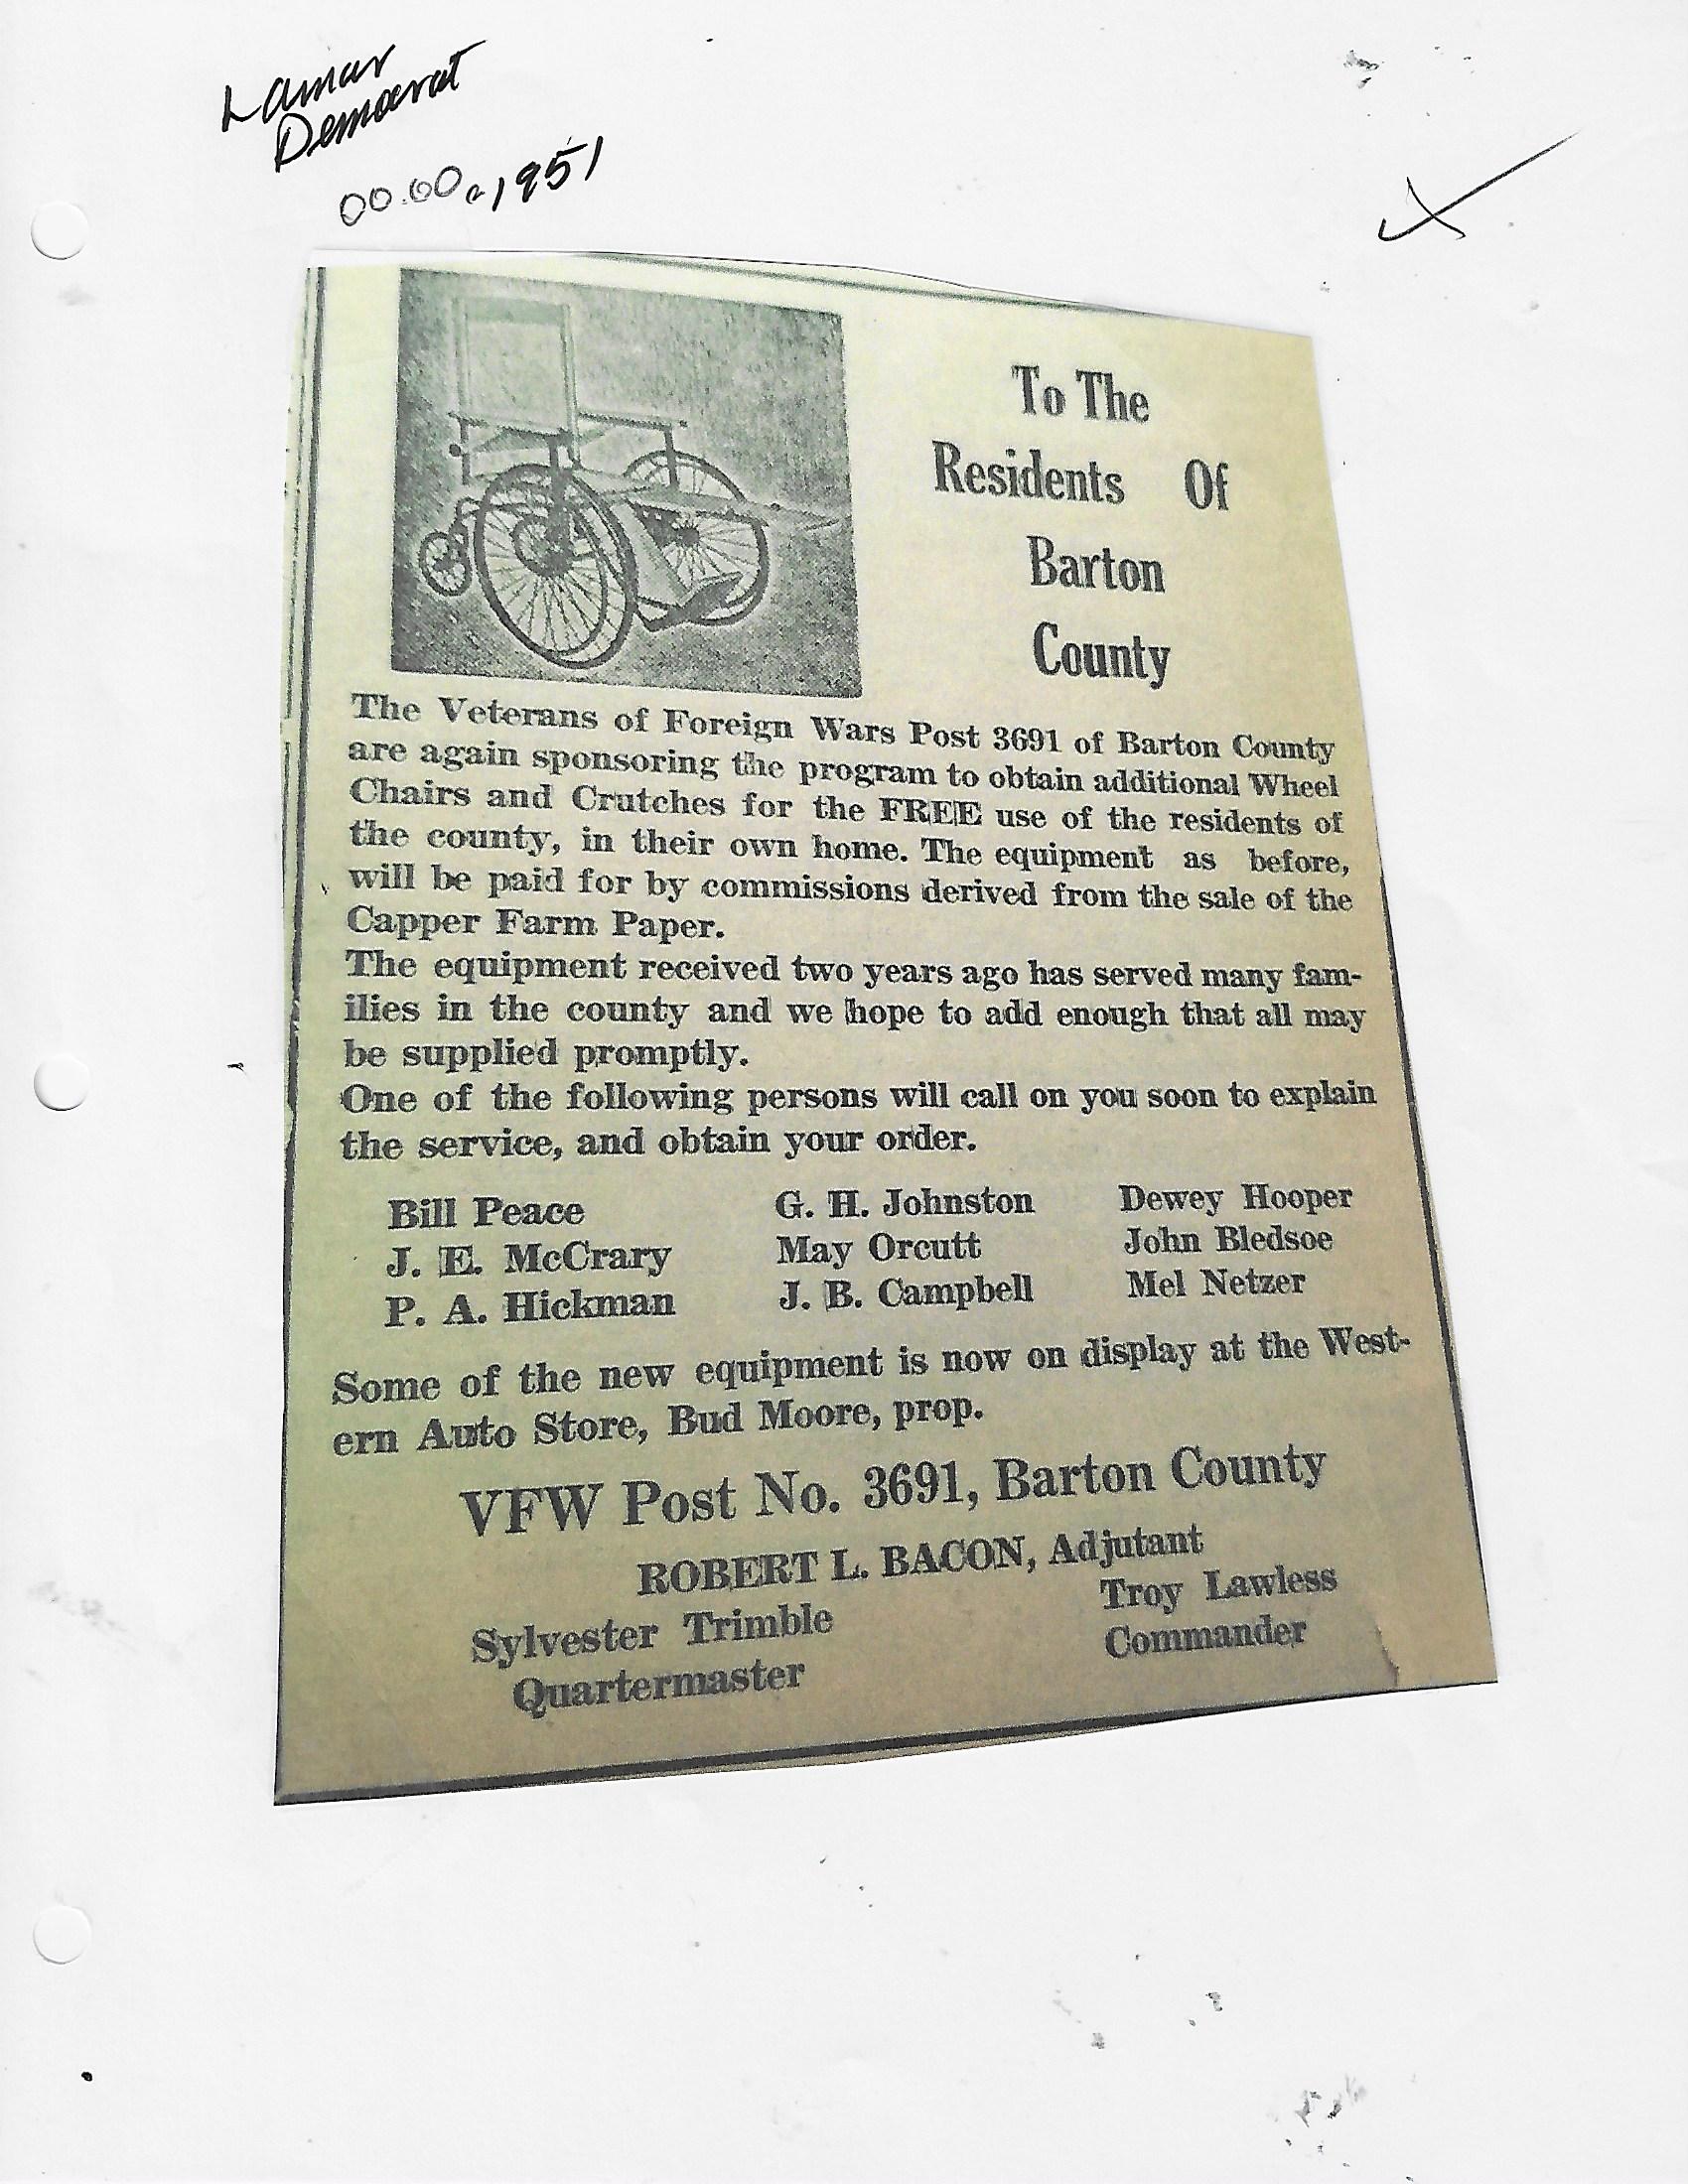 Lamar
Democrat
00.00.1951
To The
Residents Of
Barton
County
The Veterans of Foreign Wars Post 3691 of Barton County
are again sponsoring the program to obtain additional Wheel
Chairs and Crutches for the FREE use of the residents of
the county, in their own home. The equipment as before,
will be paid for by commissions derived from the sale of the
Capper Farm Paper.
The equipment received two years ago has served many fam-
ilies in the county and we hope to add enough that all may
be supplied promptly.
One of the following persons will call on you soon to explain
the service, and obtain your order.
Bill Peace G. H. Johnston Dewey Hooper
J. E. McCrary May Orcutt John Bledsoe
P. A. Hickman J. B. Campbell Mel Netzer
Some of the new equipment is now on display at the West-
ern Auto Store, Bud Moore, prop.
VFW Post No. 3691, Barton County
ROBERT L. BACON, Adjutant
Sylvester Trimble Troy Lawless
Quartermaster Commander